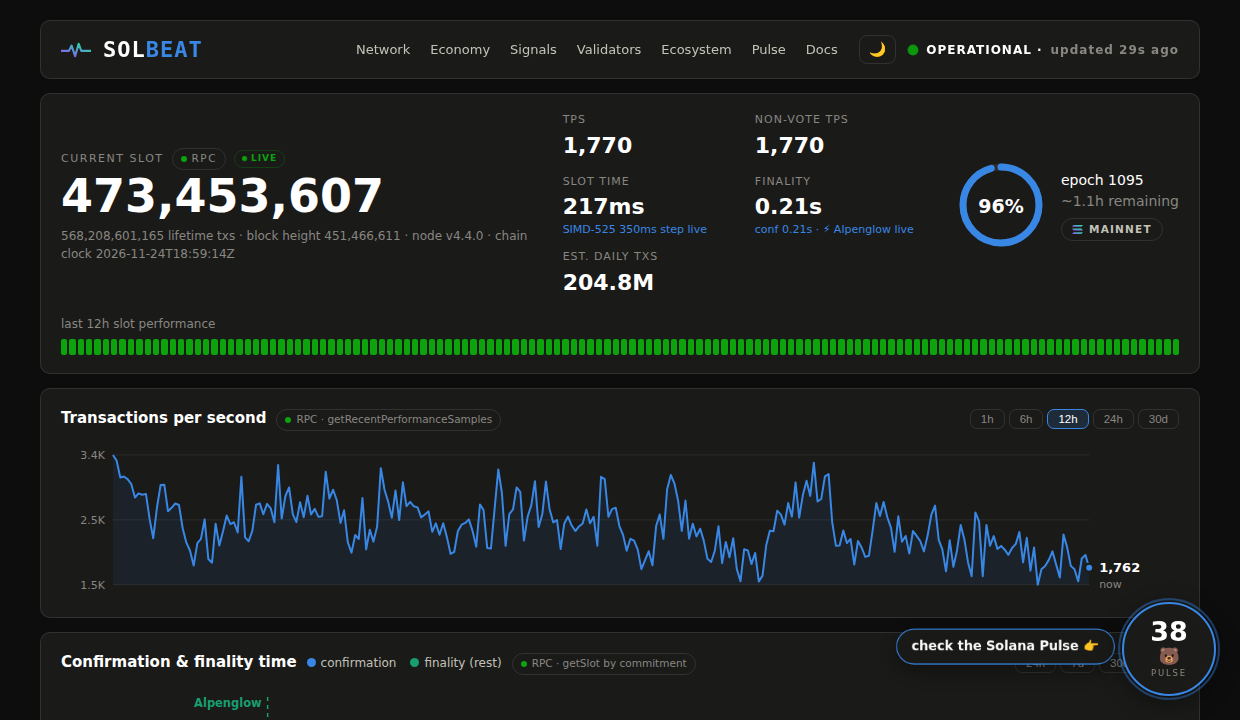 SOLBEAT
Network Economy Signals Validators Ecosystem Pulse Docs
OPERATIONAL · updated 29s ago
CURRENT SLOT RPC LIVE
473,453,607
568,208,601,165 lifetime txs · block height 451,466,611 · node v4.4.0 · chain
clock 2026-11-24T18:59:14Z
TPS
1,770
NON-VOTE TPS
1,770
SLOT TIME
217ms
SIMD-525 350ms step live
FINALITY
0.21s
conf 0.21s · ⚡ Alpenglow live
EST. DAILY TXS
204.8M
96%
epoch 1095
~1.1h remaining
MAINNET
last 12h slot performance
Transactions per second RPC · getRecentPerformanceSamples
1h 6h 12h 24h 30d
3.4K
2.5K
1.5K
1,762
now
Confirmation & finality time confirmation finality (rest) RPC · getSlot by commitment
Alpenglow
check the Solana Pulse 👉
38
PULSE